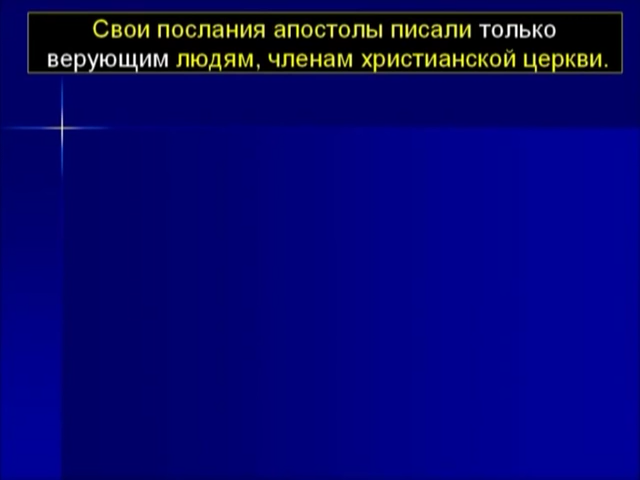 Свои послания апостолы писали только
верующим людям, членам христианской церкви.